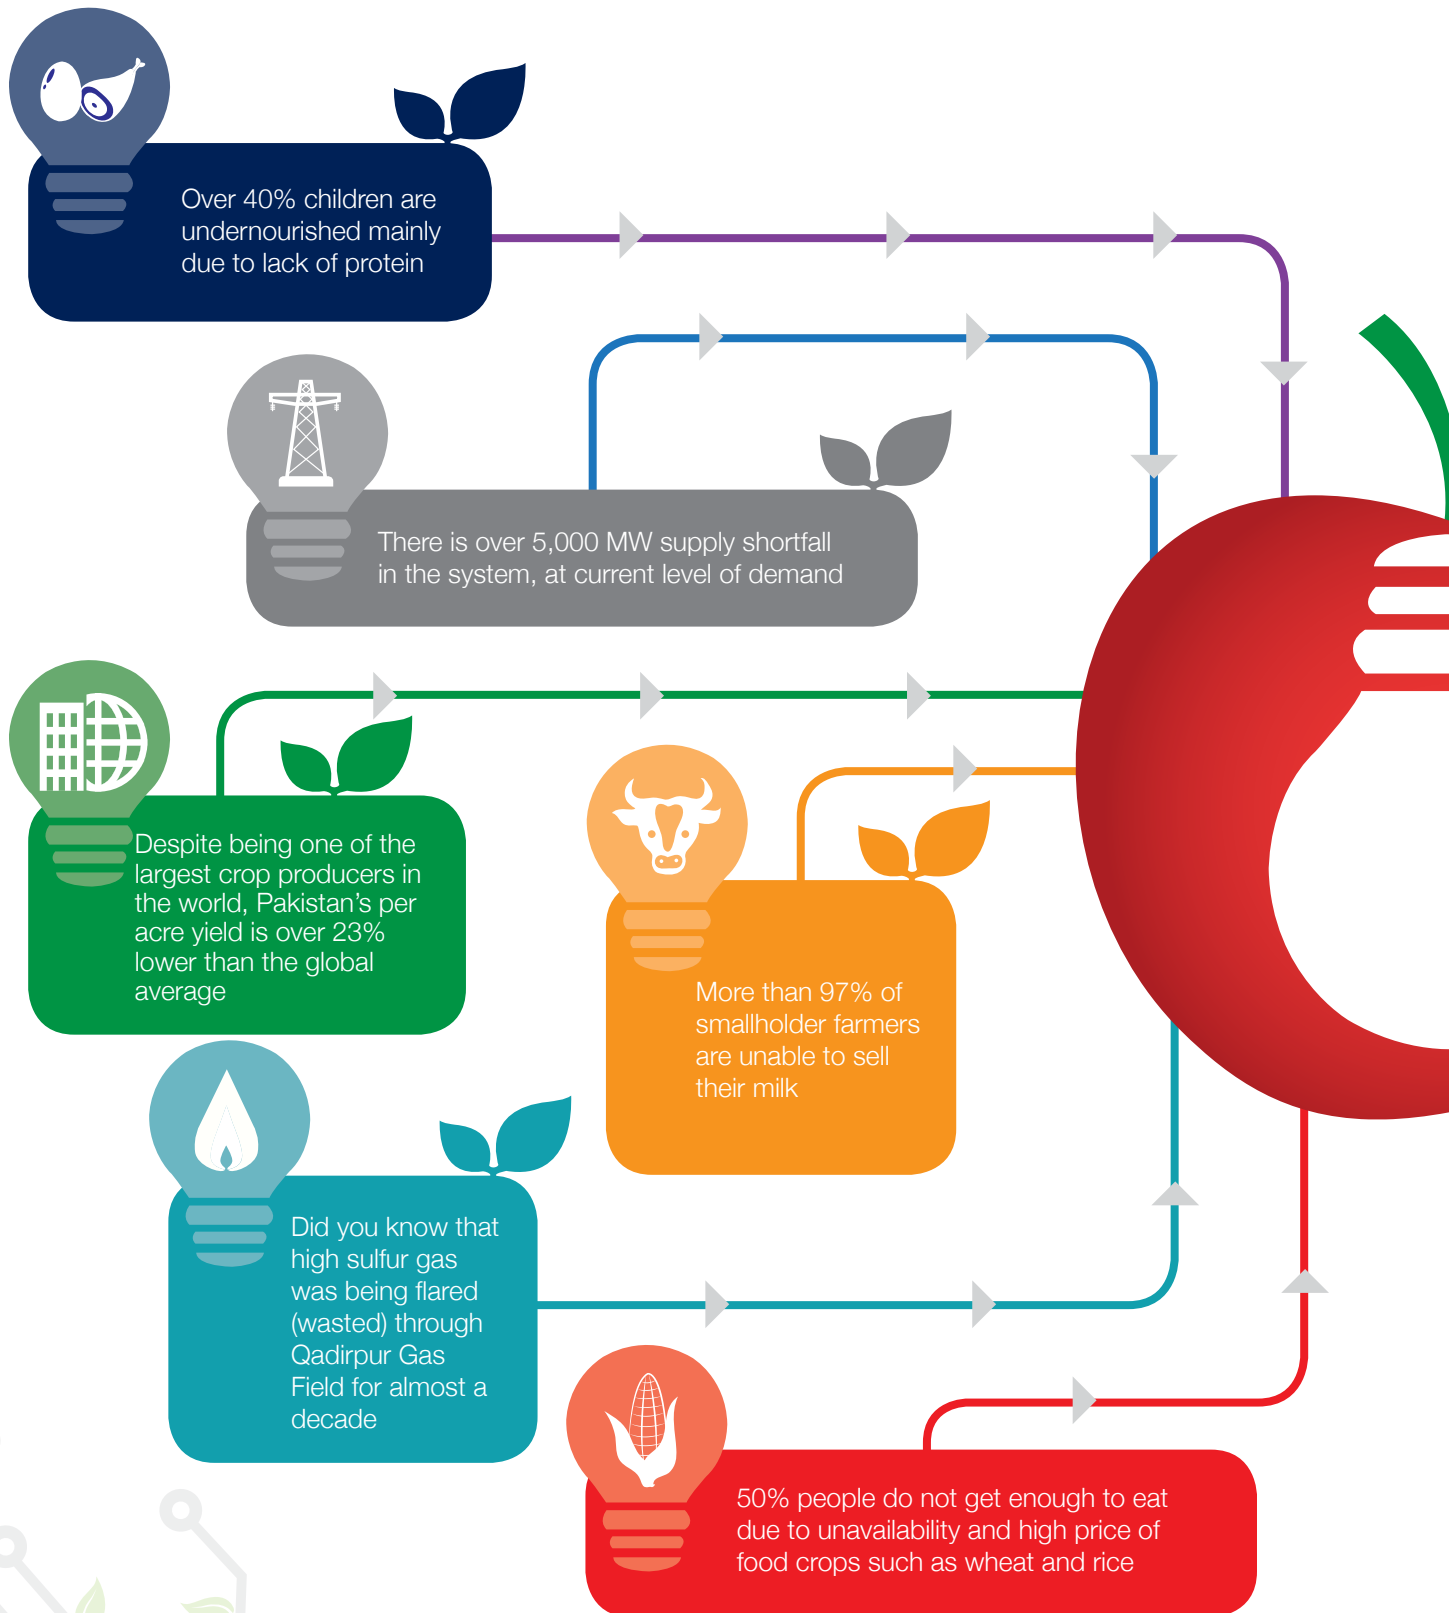 Over 40% children are
undernourished mainly
due to lack of protein
There is over 5,000 MW supply shortfall
in the system, at current level of demand
Despite being one of the
largest crop producers in
the world, Pakistan’s per
acre yield is over 23%
lower than the global
average
More than 97% of
smallholder farmers
are unable to sell
their milk
Did you know that
high sulfur gas
was being flared
(wasted) through
Qadirpur Gas
Field for almost a
decade
50% people do not get enough to eat
due to unavailability and high price of
food crops such as wheat and rice